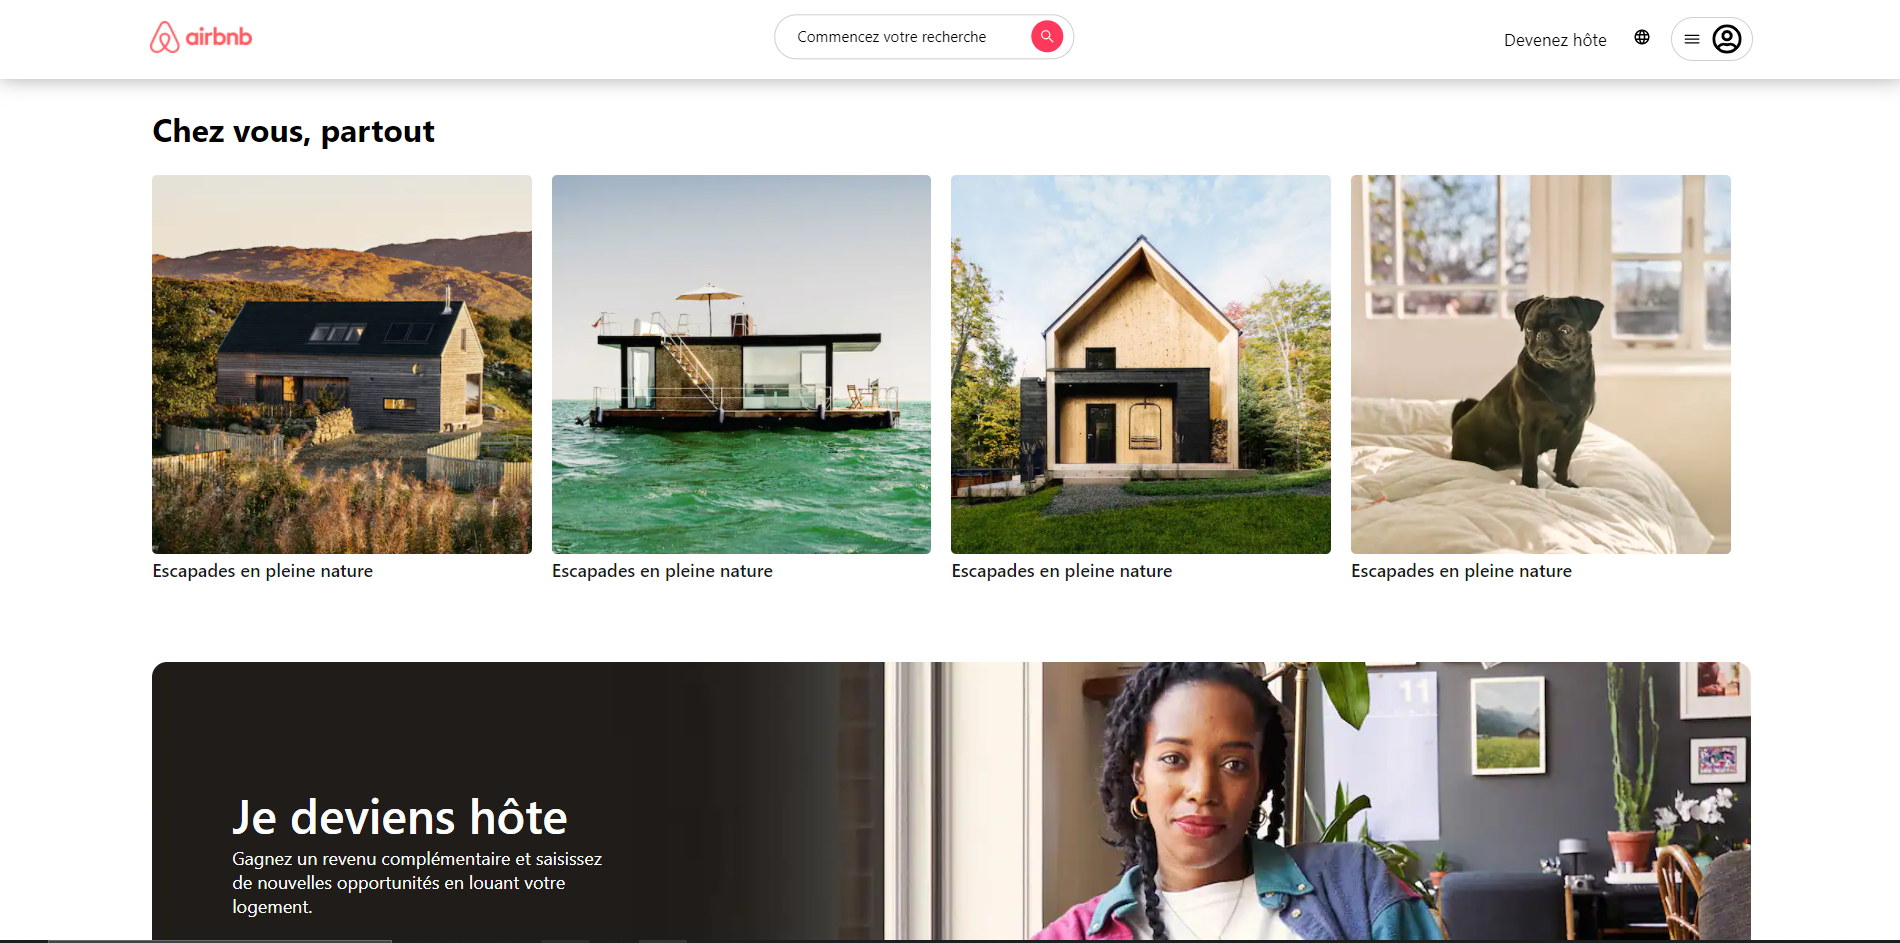 airbnb
Commencez votre recherche
Devenez hôte
Chez vous, partout
Escapades en pleine nature
Escapades en pleine nature
Escapades en pleine nature
Escapades en pleine nature
11
Je deviens hôte
Gagnez un revenu complémentaire et saisissez
de nouvelles opportunités en louant votre
logement.